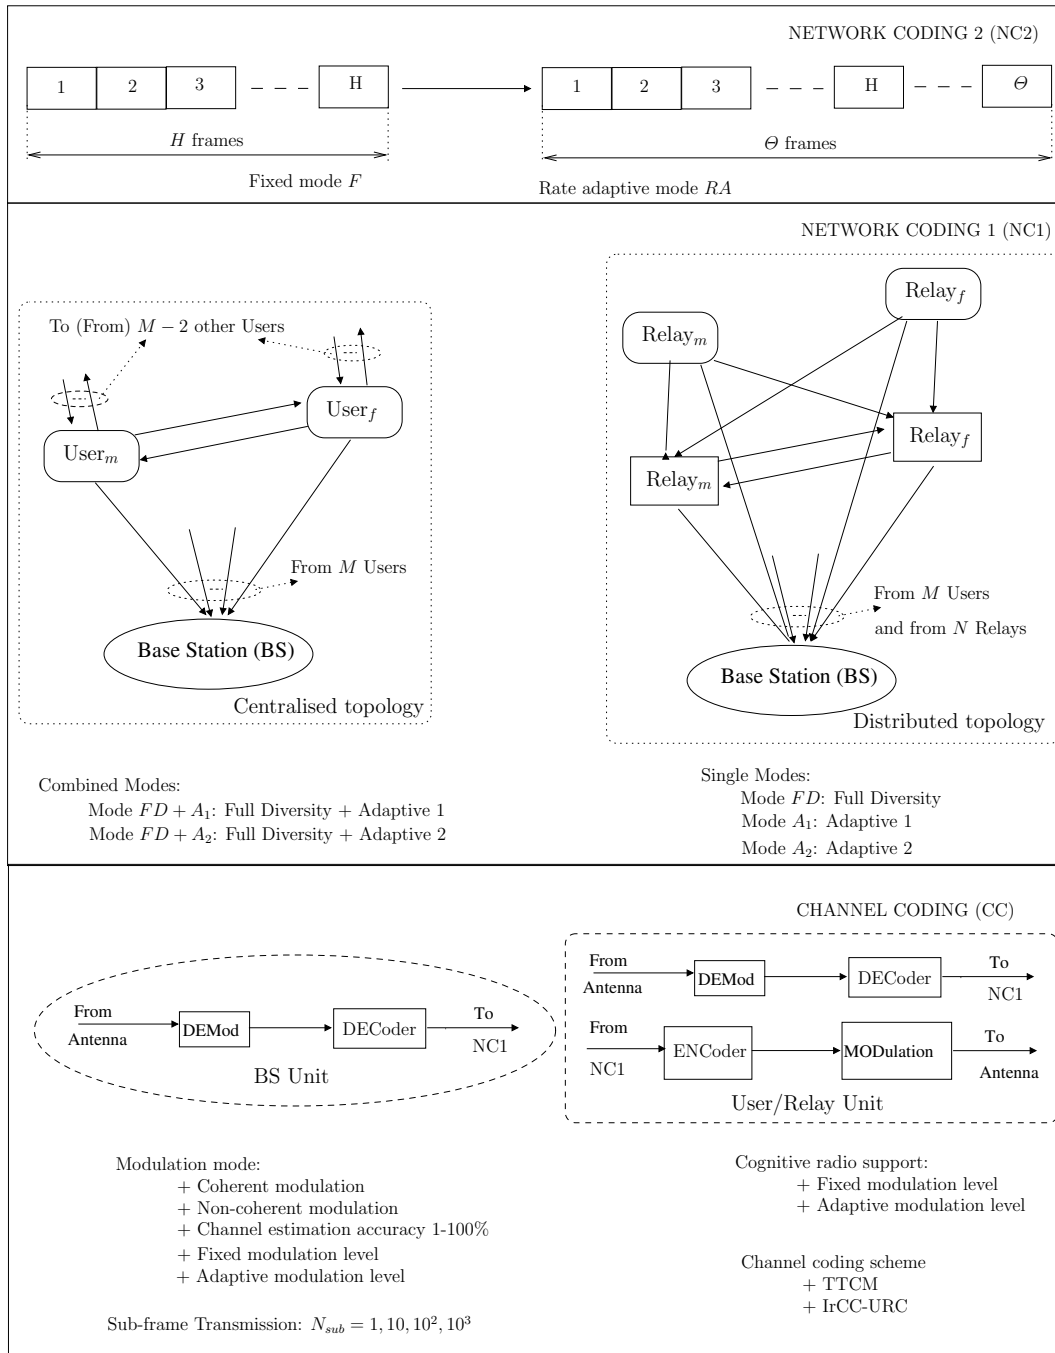 NETWORK CODING 2 (NC2)
1 2 3 – – – H 1 2 3 – – – H – – – Θ
H frames Θ frames
Fixed mode F Rate adaptive mode RA
NETWORK CODING 1 (NC1)
To (From) M − 2 other Users
User_f
User_m
From M Users
Base Station (BS)
Centralised topology
Relay_f
Relay_m
Relay_f
Relay_m
From M Users
and from N Relays
Base Station (BS)
Distributed topology
Combined Modes:
Mode FD + A_1: Full Diversity + Adaptive 1
Mode FD + A_2: Full Diversity + Adaptive 2
Single Modes:
Mode FD: Full Diversity
Mode A_1: Adaptive 1
Mode A_2: Adaptive 2
CHANNEL CODING (CC)
From
Antenna
DEMod
DECoder
To
NC1
BS Unit
From
Antenna
DEMod
DECoder
To
NC1
From
NC1
ENCoder
MODulation
To
Antenna
User/Relay Unit
Modulation mode:
+ Coherent modulation
+ Non-coherent modulation
+ Channel estimation accuracy 1-100%
+ Fixed modulation level
+ Adaptive modulation level
Sub-frame Transmission: N_sub = 1, 10, 10², 10³
Cognitive radio support:
+ Fixed modulation level
+ Adaptive modulation level
Channel coding scheme
+ TTCM
+ IrCC-URC